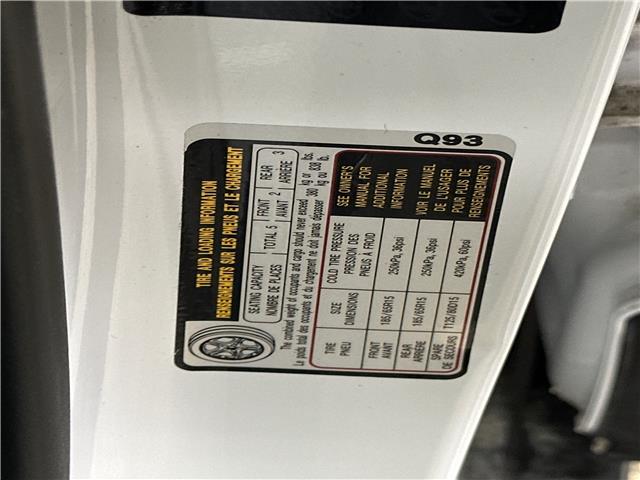 Q93
TIRE AND LOADING INFORMATION
RENSEIGNEMENTS SUR LES PNEUS ET LE CHARGEMENT
SEATING CAPACITY
NOMBRE DE PLACES
TOTAL 5
FRONT
AVANT 2
REAR
ARRIÈRE 3
The combined weight of occupants and cargo should never exceed 380 kg or 838 lbs.
Le poids total des occupants et du chargement ne doit jamais dépasser 380 kg ou 838 lb.
TIRE SIZE COLD TIRE PRESSURE
PNEU DIMENSIONS PRESSION DES
PNEUS À FROID
FRONT
AVANT 185/65R15 250kPa, 36psi
REAR
ARRIÈRE 185/65R15 250kPa, 36psi
SPARE
DE SECOURS T125/80D15 420kPa, 60psi
SEE OWNER'S
MANUAL FOR
ADDITIONAL
INFORMATION
VOIR LE MANUEL
DE L'USAGER
POUR PLUS DE
RENSEIGNEMENTS